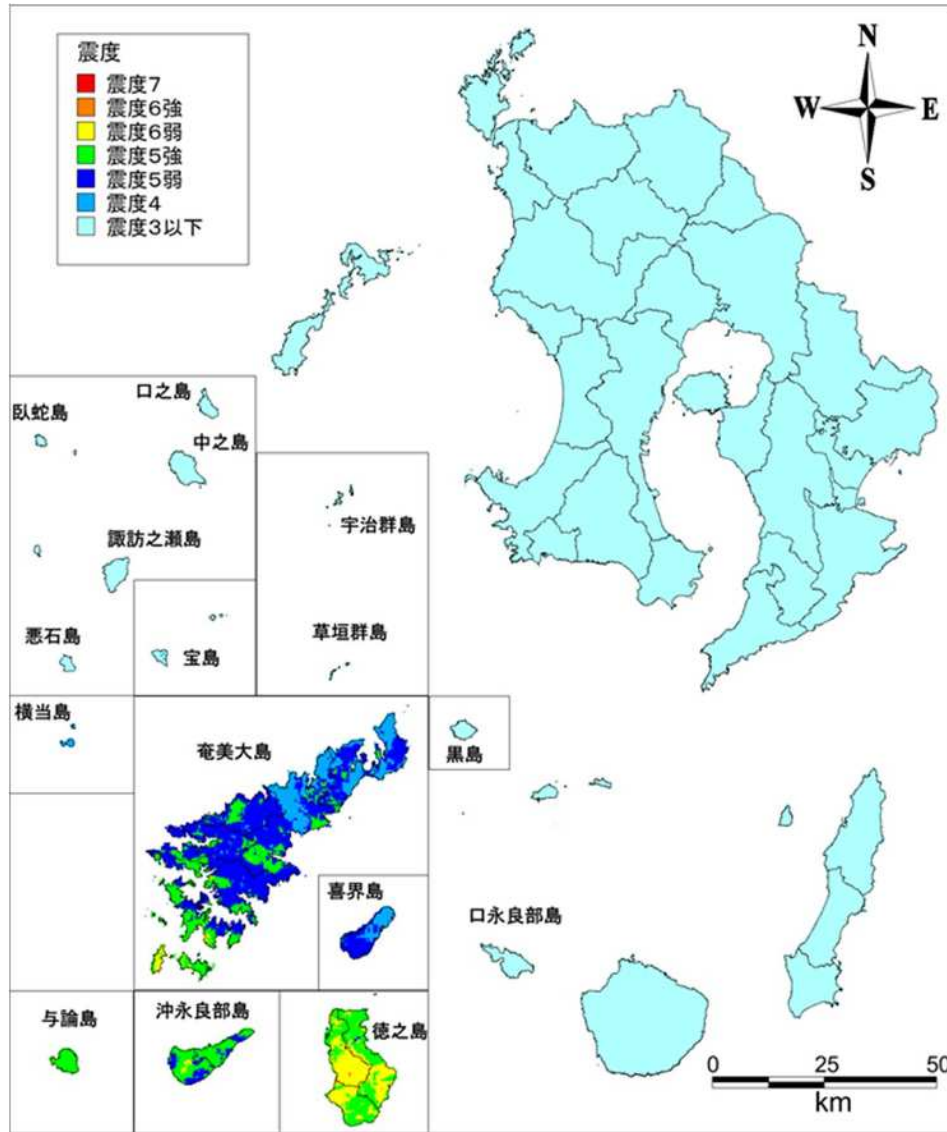 震度
震度7
震度6強
震度6弱
震度5強
震度5弱
震度4
震度3以下
N
W
E
S
口之島
臥蛇島
中之島
宇治群島
諏訪之瀬島
草垣群島
悪石島
宝島
横当島
奄美大島
黒島
喜界島
口永良部島
与論島
沖永良部島
徳之島
0 25 50
km